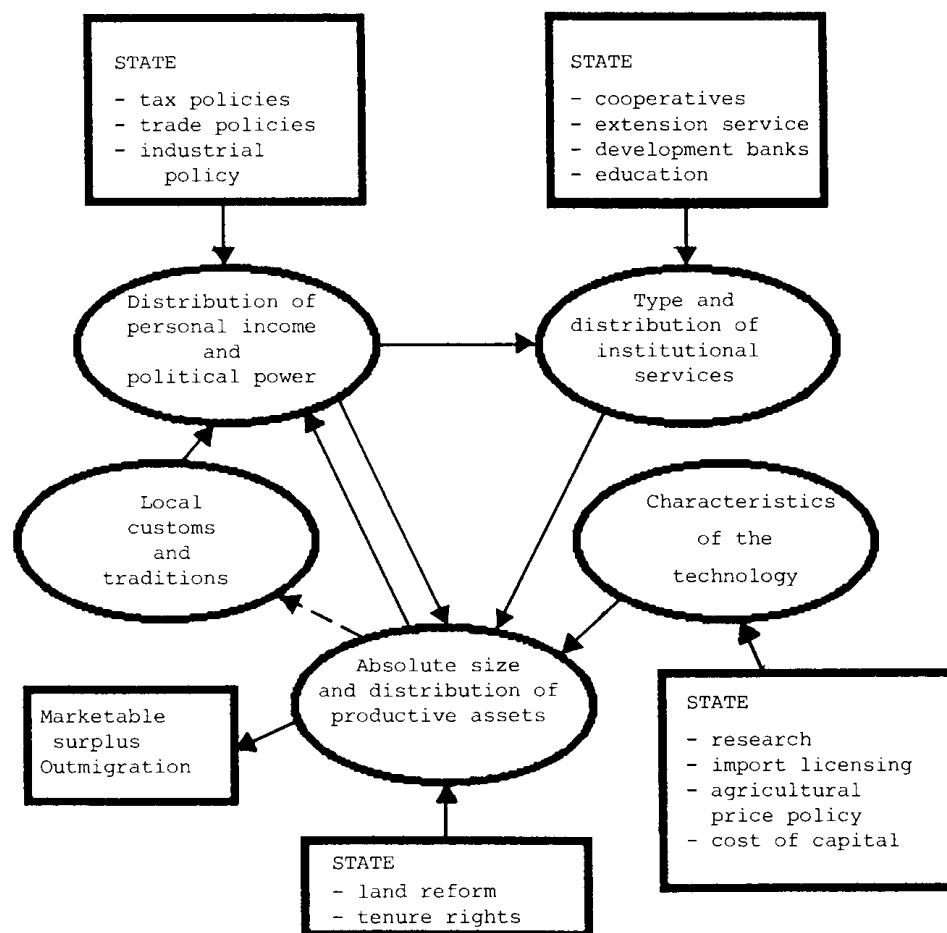 STATE
- tax policies
- trade policies
- industrial
policy
STATE
- cooperatives
- extension service
- development banks
- education
Distribution of
personal income
and
political power
Type and
distribution of
institutional
services
Local
customs
and
traditions
Characteristics
of the
technology
Absolute size
and distribution of
productive assets
Marketable
surplus
Outmigration
STATE
- research
- import licensing
- agricultural
price policy
- cost of capital
STATE
- land reform
- tenure rights